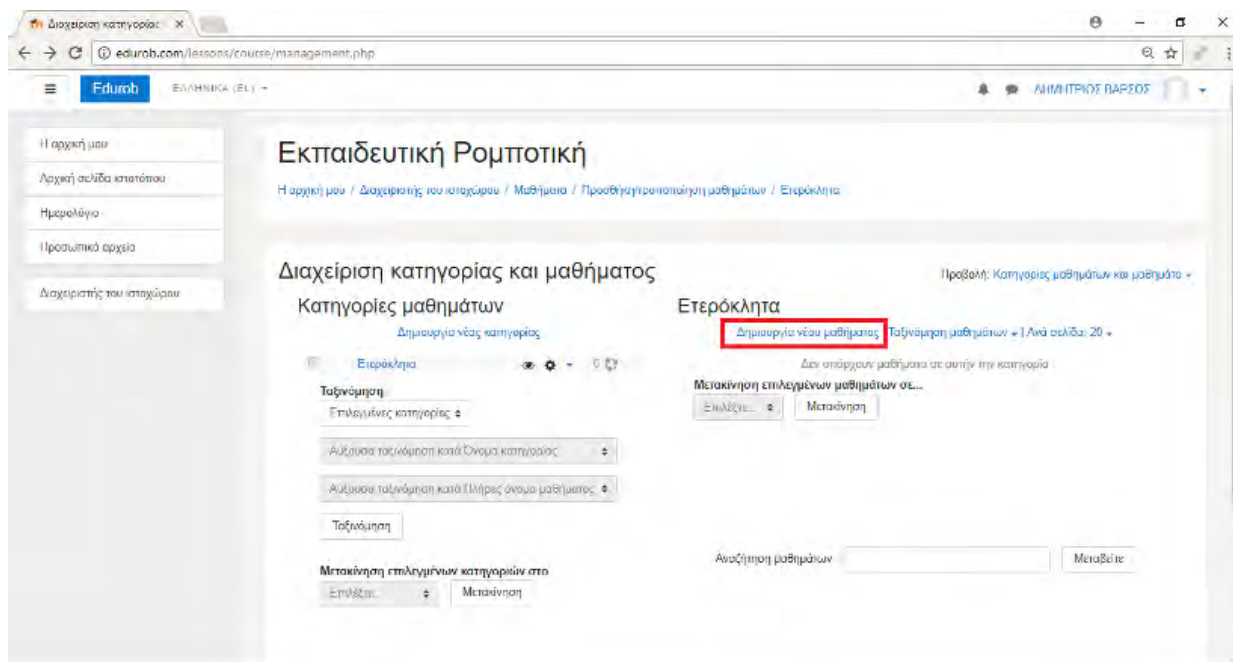 Διαχείριση κατηγορίας
edurob.com/lessons/course/management.php
Edurob ΕΛΛΗΝΙΚΑ (EL)
ΔΗΜΗΤΡΙΟΣ ΒΑΡΣΟΣ
Η αρχική μου
Αρχική σελίδα ιστοτόπου
Ημερολόγιο
Προσωπικά αρχεία
Διαχειριστής του ιστοχώρου
Εκπαιδευτική Ρομποτική
Η αρχική μου / Διαχειριστής του ιστοχώρου / Μαθήματα / Προσθήκη/τροποποίηση μαθημάτων / Ετερόκλητα
Διαχείριση κατηγορίας και μαθήματος
Προβολή: Κατηγορίες μαθημάτων και μαθήματα
Κατηγορίες μαθημάτων
Δημιουργία νέας κατηγορίας
Ετερόκλητα 0
Ταξινόμηση
Επιλεγμένες κατηγορίες
Αύξουσα ταξινόμηση κατά Όνομα κατηγορίας
Αύξουσα ταξινόμηση κατά Πλήρες όνομα μαθήματος
Ταξινόμηση
Μετακίνηση επιλεγμένων κατηγοριών στο
Επιλέξτε... Μετακίνηση
Ετερόκλητα
Δημιουργία νέου μαθήματος Ταξινόμηση μαθημάτων | Ανά σελίδα: 20
Δεν υπάρχουν μαθήματα σε αυτήν την κατηγορία
Μετακίνηση επιλεγμένων μαθημάτων σε...
Επιλέξτε... Μετακίνηση
Αναζήτηση μαθημάτων Μεταβείτε